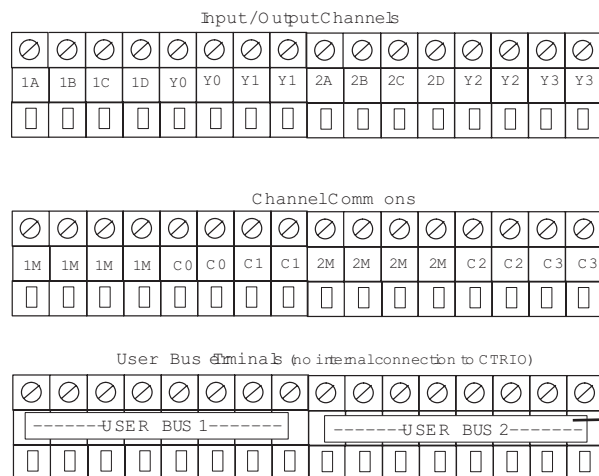 Input/OutputChannels
1A 1B 1C 1D Y0 Y0 Y1 Y1 2A 2B 2C 2D Y2 Y2 Y3 Y3
ChannelComm ons
1M 1M 1M 1M C0 C0 C1 C1 2M 2M 2M 2M C2 C2 C3 C3
User Bus Terminals (no internalconnection to CTRIO)
-------USER BUS 1-------- -------USER BUS 2-------